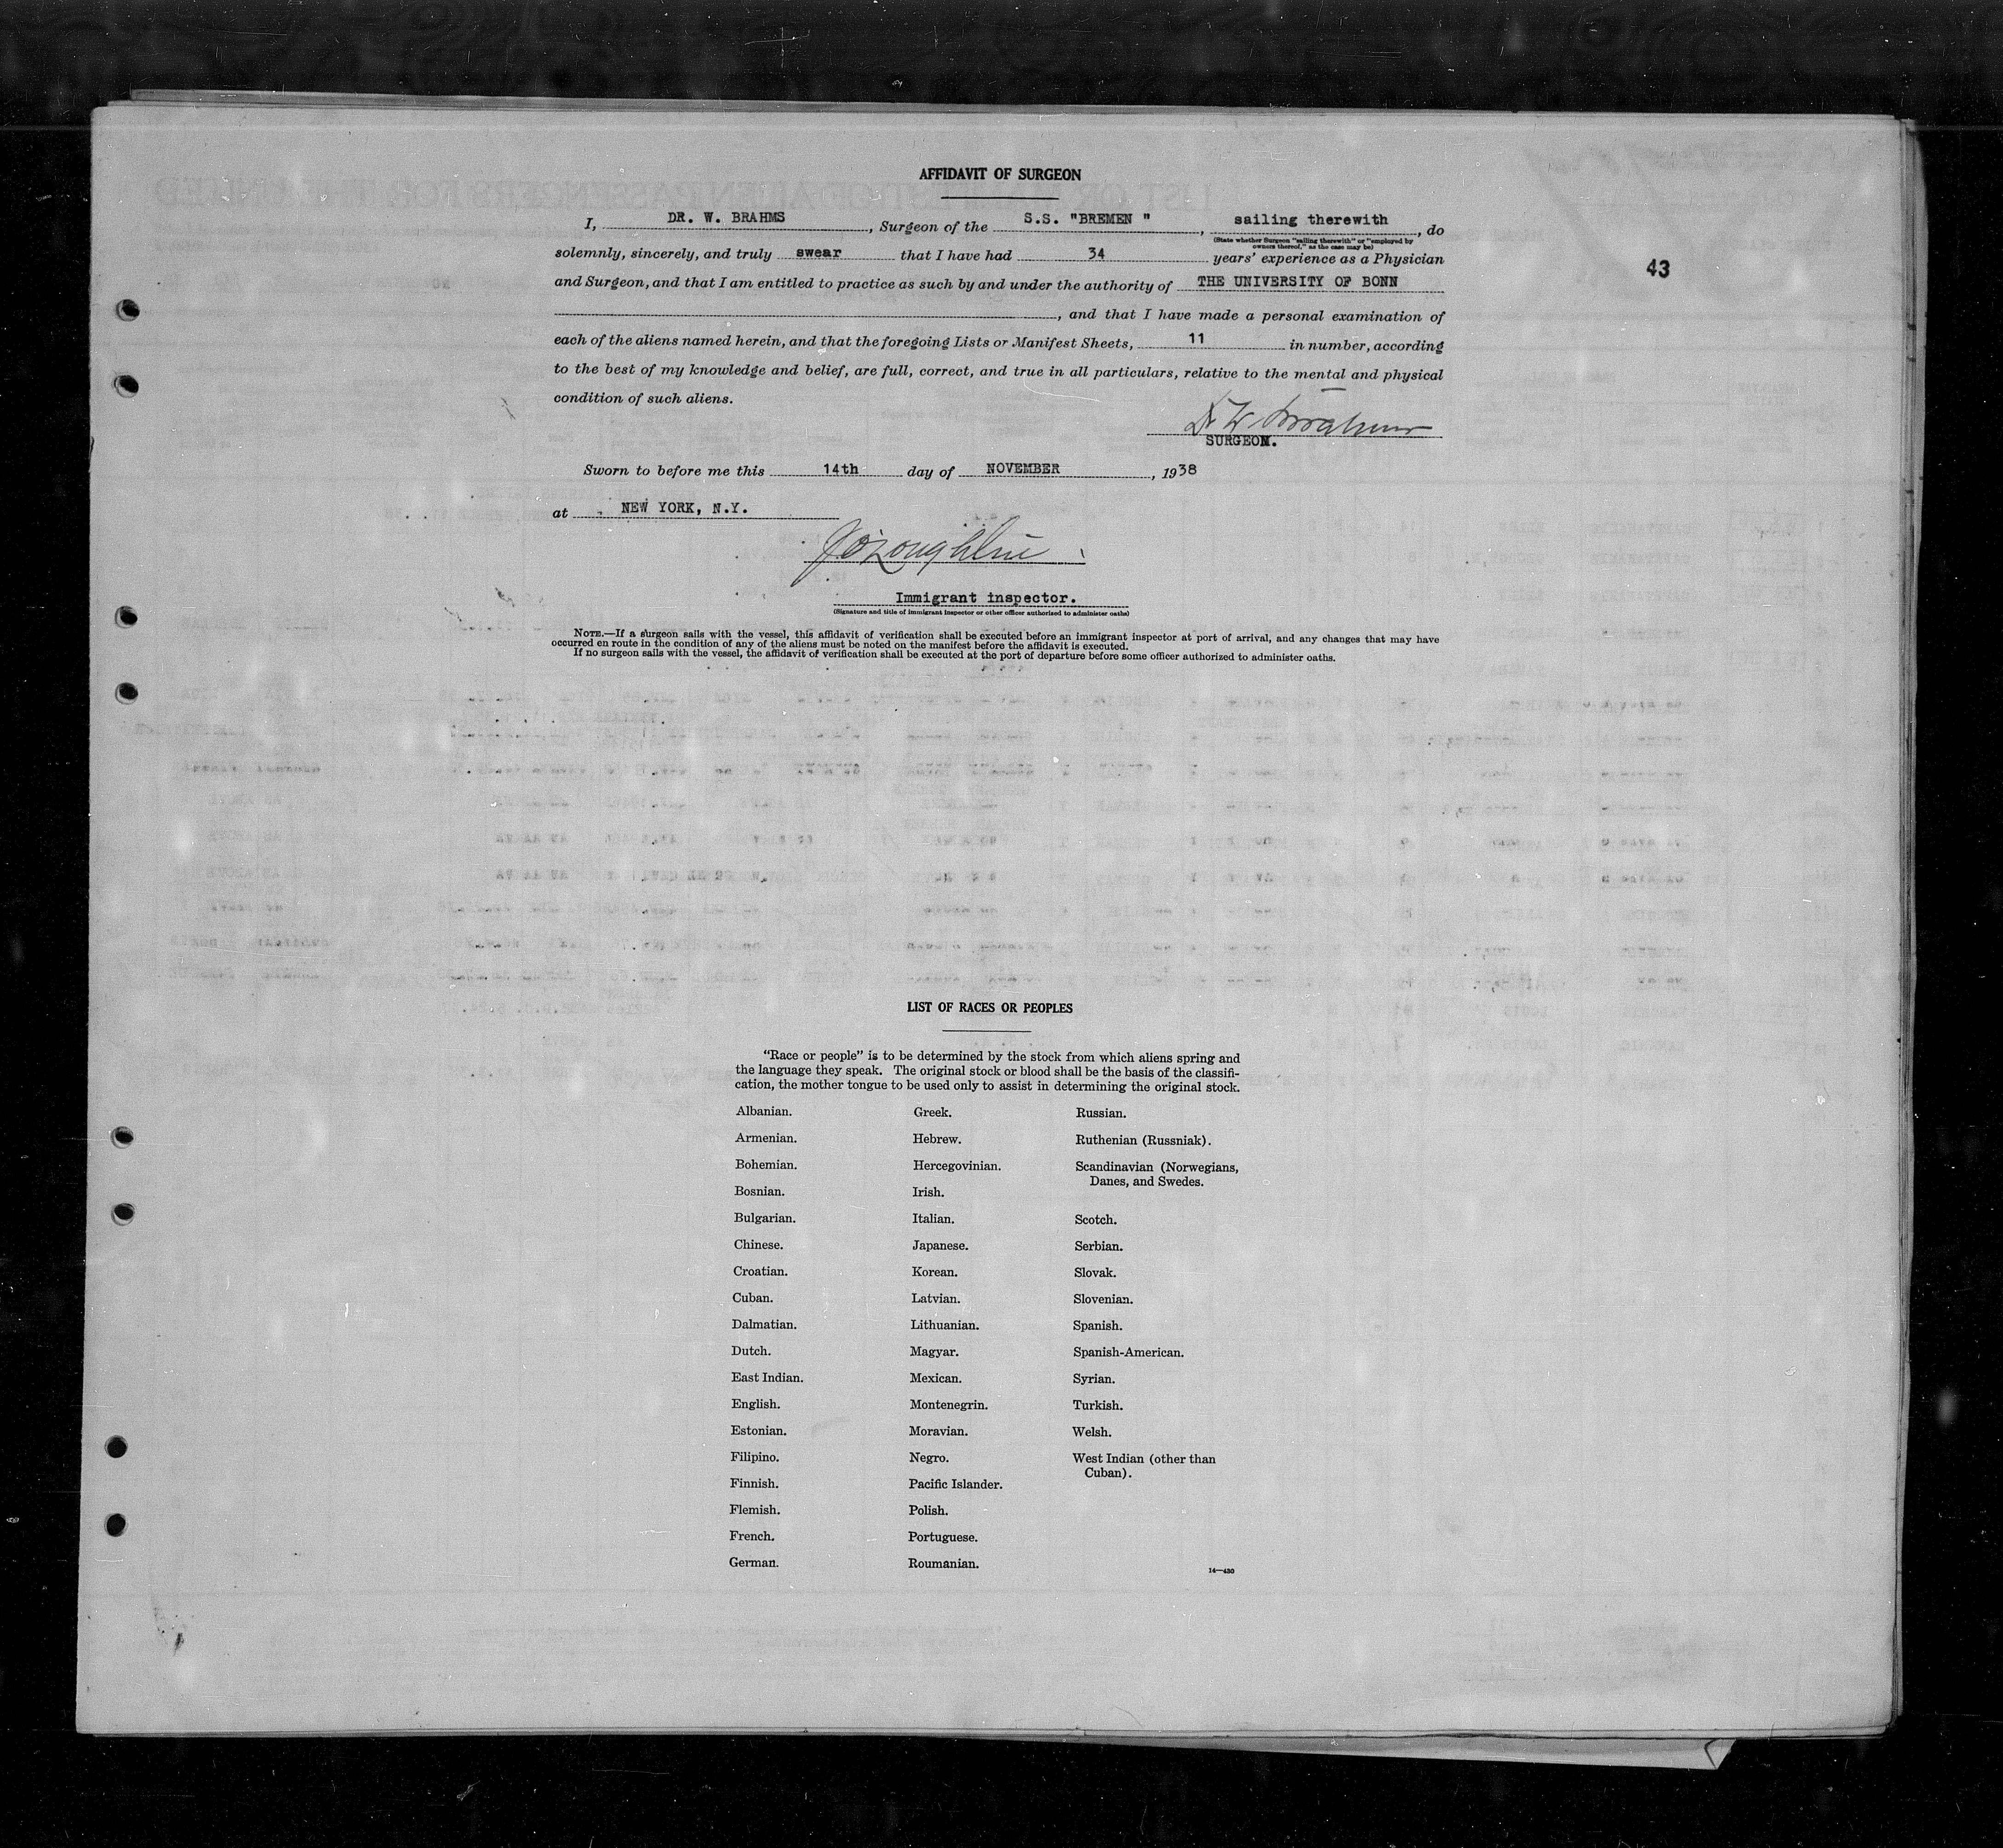 AFFIDAVIT OF SURGEON
I, DR. W. BRAHMS, Surgeon of the S.S. "BREMEN ", sailing therewith, do
(State whether Surgeon "sailing therewith" or "employed by
owners thereof," as the case may be)
solemnly, sincerely, and truly swear that I have had 34 years' experience as a Physician
43
and Surgeon, and that I am entitled to practice as such by and under the authority of THE UNIVERSITY OF BONN
, and that I have made a personal examination of
each of the aliens named herein, and that the foregoing Lists or Manifest Sheets, 11 in number, according
to the best of my knowledge and belief, are full, correct, and true in all particulars, relative to the mental and physical
condition of such aliens.
Dr W Brahms
SURGEON.
Sworn to before me this 14th day of NOVEMBER, 1938
at NEW YORK, N.Y.
Immigrant inspector.
(Signature and title of immigrant inspector or other officer authorized to administer oaths)
NOTE.—If a surgeon sails with the vessel, this affidavit of verification shall be executed before an immigrant inspector at port of arrival, and any changes that may have
occurred en route in the condition of any of the aliens must be noted on the manifest before the affidavit is executed.
If no surgeon sails with the vessel, the affidavit of verification shall be executed at the port of departure before some officer authorized to administer oaths.
LIST OF RACES OR PEOPLES
"Race or people" is to be determined by the stock from which aliens spring and
the language they speak. The original stock or blood shall be the basis of the classifi-
cation, the mother tongue to be used only to assist in determining the original stock.
Albanian.
Armenian.
Bohemian.
Bosnian.
Bulgarian.
Chinese.
Croatian.
Cuban.
Dalmatian.
Dutch.
East Indian.
English.
Estonian.
Filipino.
Finnish.
Flemish.
French.
German.
Greek.
Hebrew.
Hercegovinian.
Irish.
Italian.
Japanese.
Korean.
Latvian.
Lithuanian.
Magyar.
Mexican.
Montenegrin.
Moravian.
Negro.
Pacific Islander.
Polish.
Portuguese.
Roumanian.
Russian.
Ruthenian (Russniak).
Scandinavian (Norwegians,
Danes, and Swedes.
Scotch.
Serbian.
Slovak.
Slovenian.
Spanish.
Spanish-American.
Syrian.
Turkish.
Welsh.
West Indian (other than
Cuban).
14—430